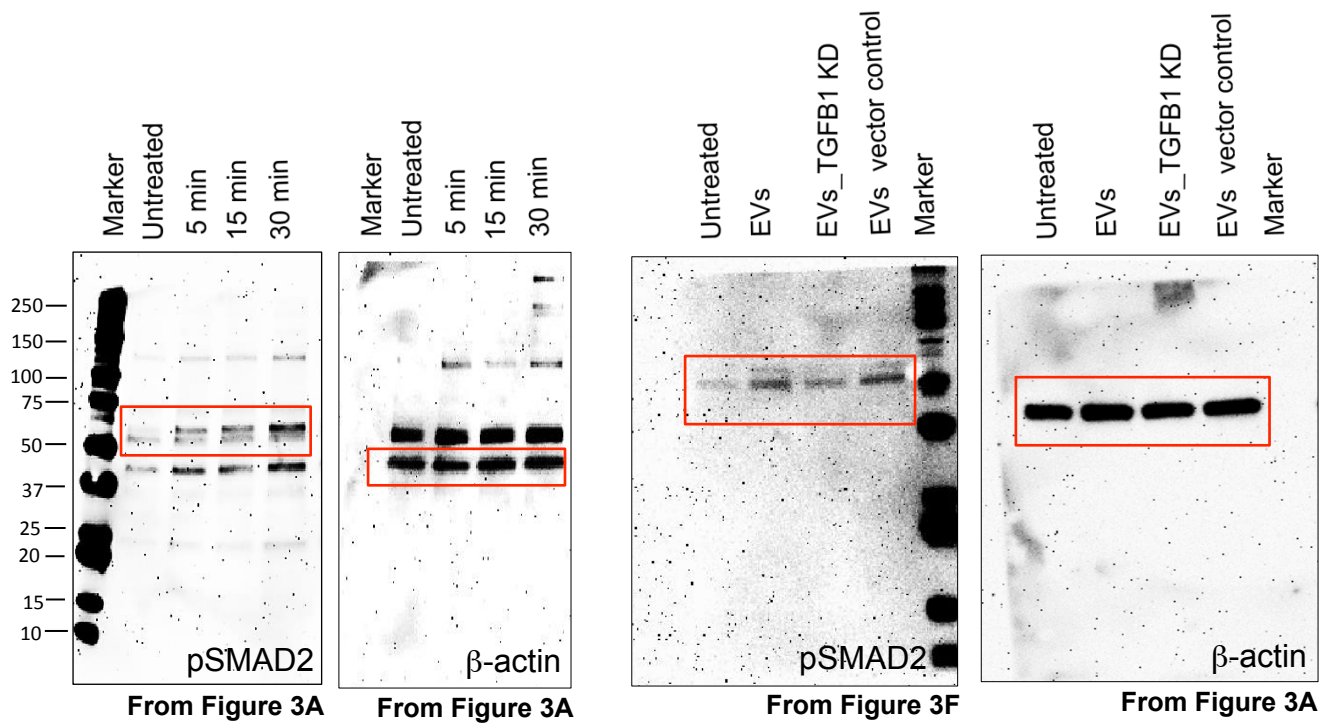 Marker
Untreated
5 min
15 min
30 min
Marker
Untreated
5 min
15 min
30 min
Untreated
EVs
EVs_TGFB1 KD
EVs vector control
Marker
Untreated
EVs
EVs_TGFB1 KD
EVs vector control
Marker
250
150
100
75
50
37
25
20
15
10
pSMAD2
β-actin
pSMAD2
β-actin
From Figure 3A
From Figure 3A
From Figure 3F
From Figure 3A